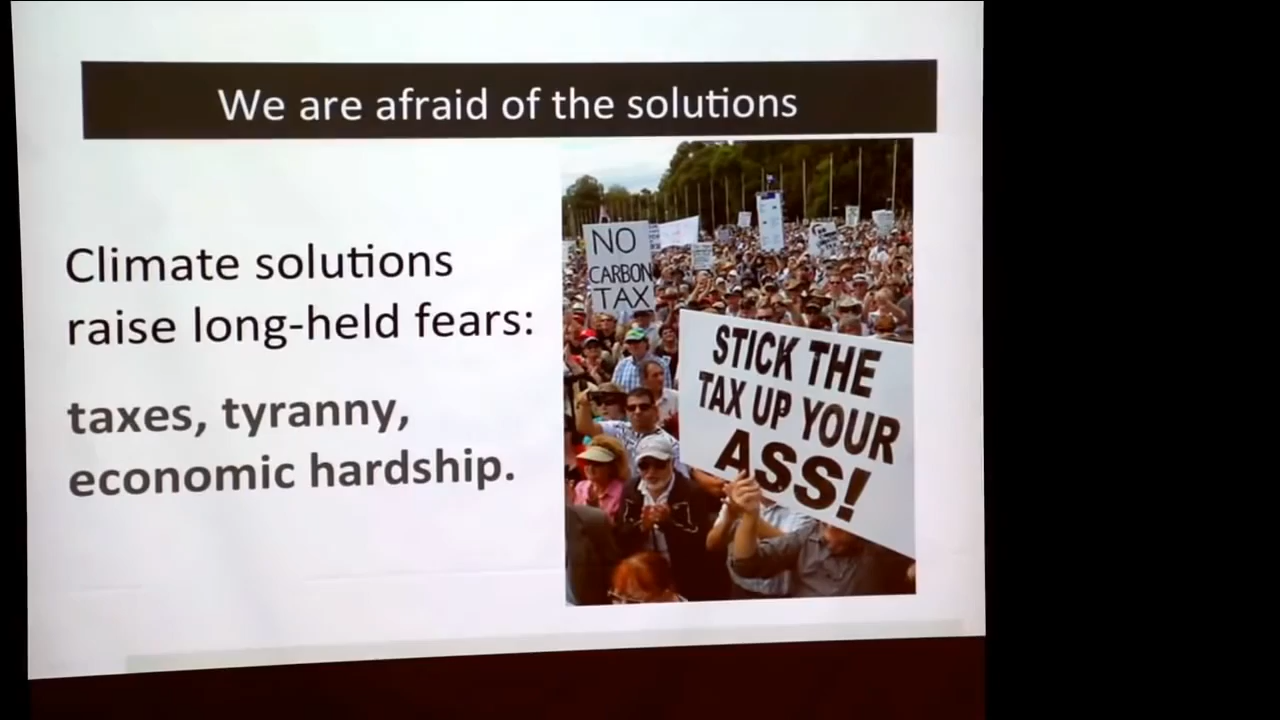 We are afraid of the solutions
Climate solutions
raise long-held fears:
taxes, tyranny,
economic hardship.
NO
CARBON
TAX
STICK THE
TAX UP YOUR
ASS!